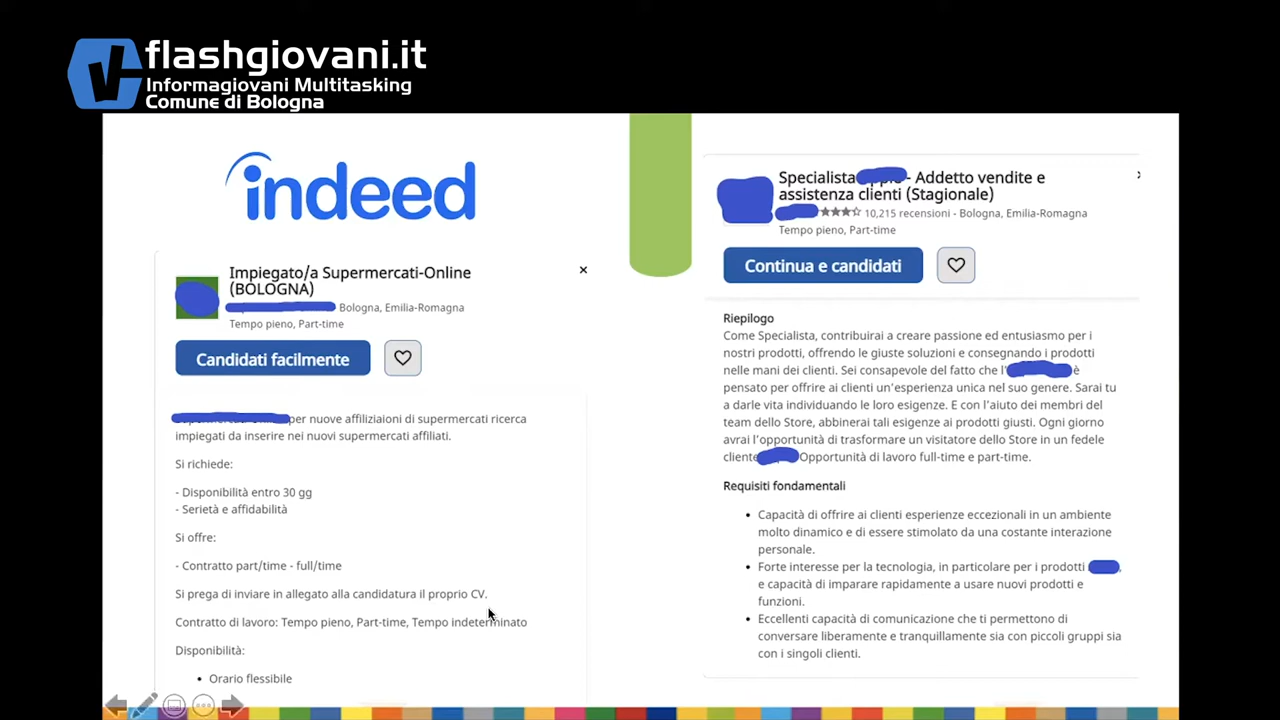 flashgiovani.it
Informagiovani Multitasking
Comune di Bologna
indeed
Impiegato/a Supermercati-Online
(BOLOGNA)
Bologna, Emilia-Romagna
Tempo pieno, Part-time
Candidati facilmente
per nuove affiliziaioni di supermercati ricerca
impiegati da inserire nei nuovi supermercati affiliati.
Si richiede:
- Disponibilità entro 30 gg
- Serietà e affidabilità
Si offre:
- Contratto part/time - full/time
Si prega di inviare in allegato alla candidatura il proprio CV.
Contratto di lavoro: Tempo pieno, Part-time, Tempo indeterminato
Disponibilità:
• Orario flessibile
Specialista - Addetto vendite e
assistenza clienti (Stagionale)
10,215 recensioni - Bologna, Emilia-Romagna
Tempo pieno, Part-time
Continua e candidati
Riepilogo
Come Specialista, contribuirai a creare passione ed entusiasmo per i
nostri prodotti, offrendo le giuste soluzioni e consegnando i prodotti
nelle mani dei clienti. Sei consapevole del fatto che l' è
pensato per offrire ai clienti un'esperienza unica nel suo genere. Sarai tu
a darle vita individuando le loro esigenze. E con l'aiuto dei membri del
team dello Store, abbinerai tali esigenze ai prodotti giusti. Ogni giorno
avrai l'opportunità di trasformare un visitatore dello Store in un fedele
cliente Opportunità di lavoro full-time e part-time.
Requisiti fondamentali
• Capacità di offrire ai clienti esperienze eccezionali in un ambiente
molto dinamico e di essere stimolato da una costante interazione
personale.
• Forte interesse per la tecnologia, in particolare per i prodotti ,
e capacità di imparare rapidamente a usare nuovi prodotti e
funzioni.
• Eccellenti capacità di comunicazione che ti permettono di
conversare liberamente e tranquillamente sia con piccoli gruppi sia
con i singoli clienti.